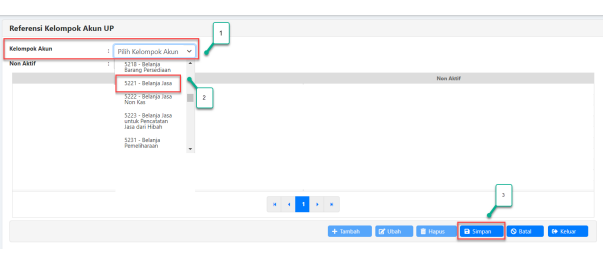 Referensi Kelompok Akun UP
1
Kelompok Akun : Pilih Kalompok Akun
Non Aktif :
5218 - Belanja
Barang Persediaan
Non Aktif
5221 - Belanja Jasa
2
5222 - Belanja Jasa
Non Kas
5223 - Belanja Jasa
untuk Pencatatan
Jasa dari Hibah
5231 - Belanja
Pemeliharaan
1
3
Tambah Ubah Hapus Simpan Batal Keluar